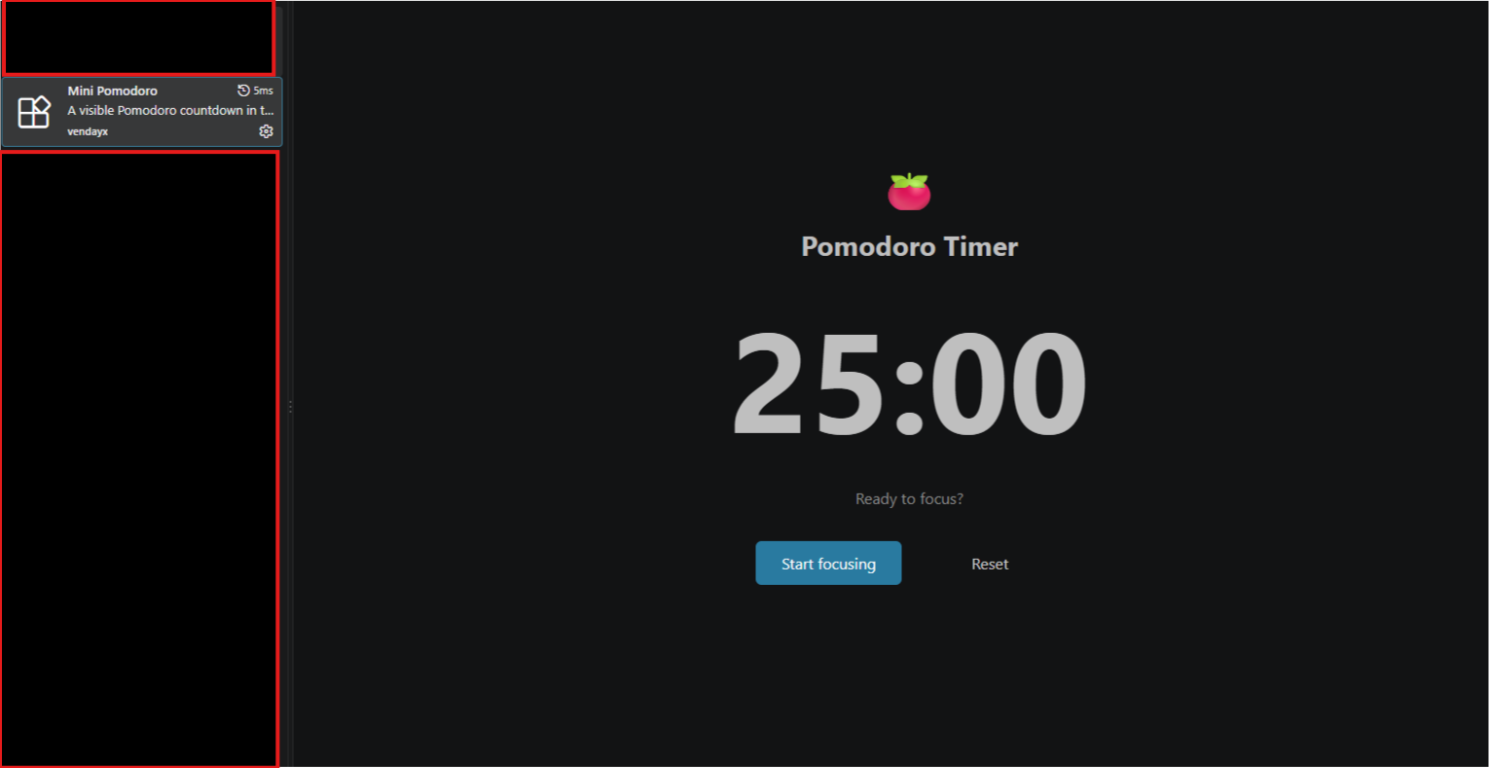 Mini Pomodoro 5ms
A visible Pomodoro countdown in t...
vendayx
Pomodoro Timer
25:00
Ready to focus?
Start focusing Reset